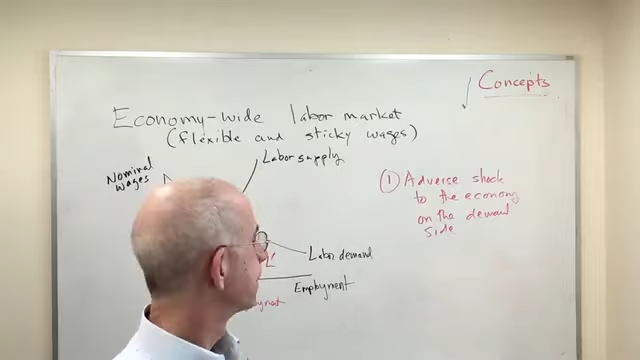 Concepts
Economy-wide labor market
(flexible and sticky wages)
Labor supply
Nominal
wages
① Adverse shock
to the economy
on the demand
side
Labor demand
L'
Employment